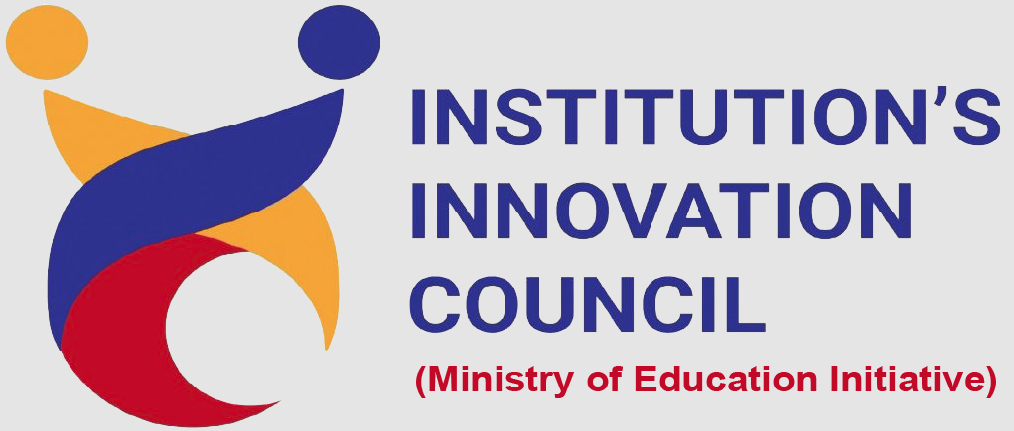 INSTITUTION’S
INNOVATION
COUNCIL
(Ministry of Education Initiative)